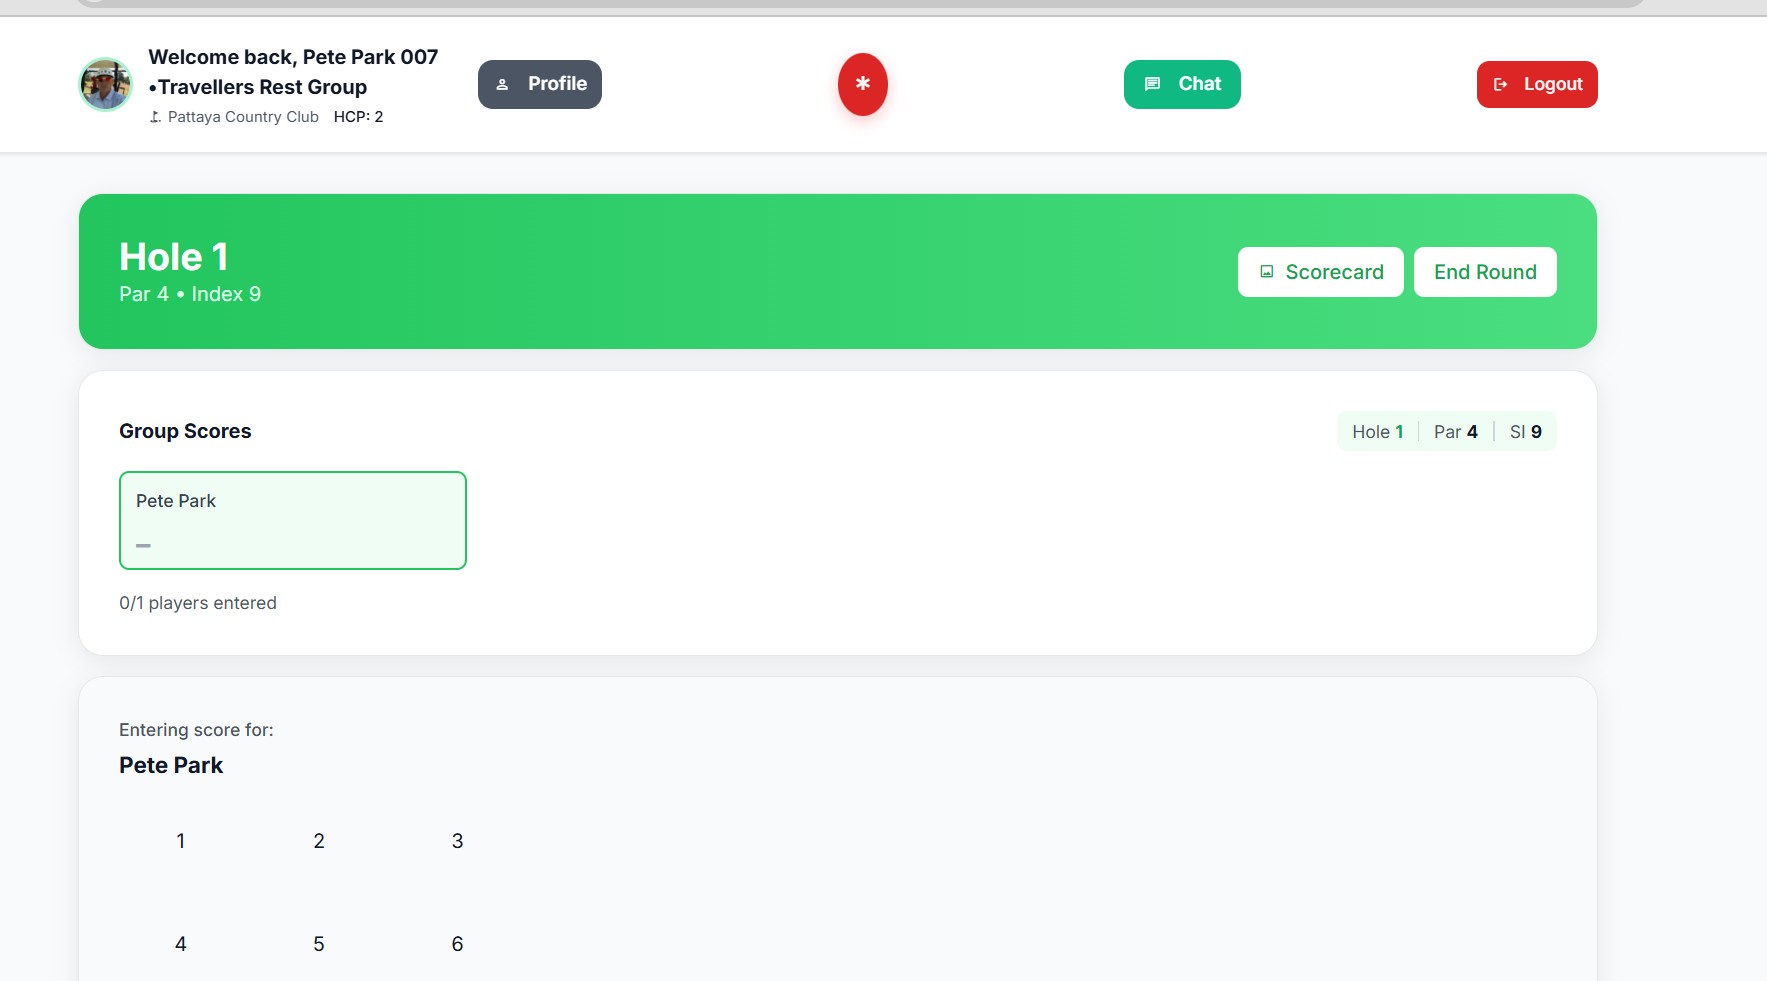 Welcome back, Pete Park 007
•Travellers Rest Group
Pattaya Country Club HCP: 2
Profile
*
Chat
Logout
Hole 1
Par 4 • Index 9
Scorecard
End Round
Group Scores
Hole 1 Par 4 SI 9
Pete Park
–
0/1 players entered
Entering score for:
Pete Park
1 2 3
4 5 6